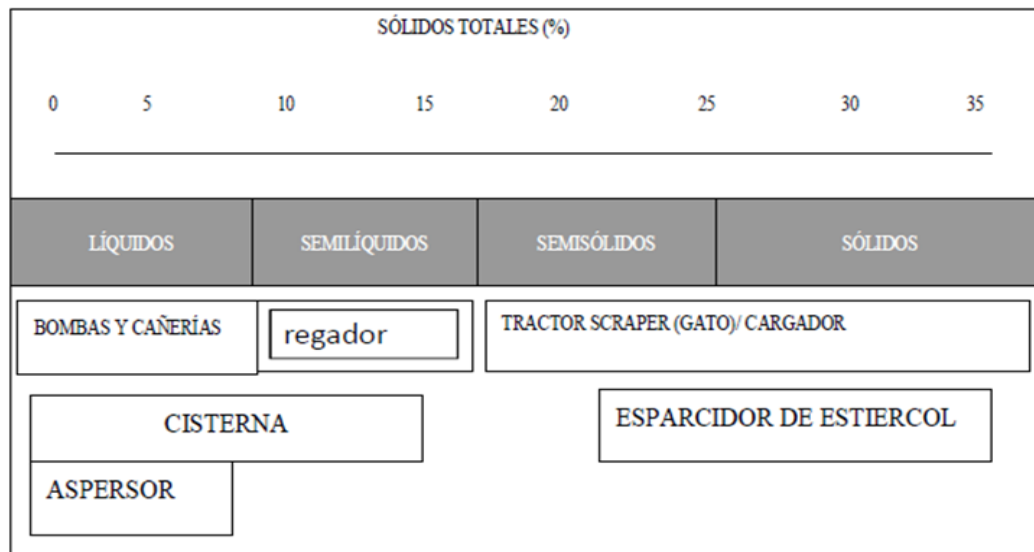 SÓLIDOS TOTALES (%)
0 5 10 15 20 25 30 35
LÍQUIDOS SEMILÍQUIDOS SEMISÓLIDOS SÓLIDOS
BOMBAS Y CAÑERÍAS regador TRACTOR SCRAPER (GATO)/ CARGADOR
CISTERNA ESPARCIDOR DE ESTIERCOL
ASPERSOR